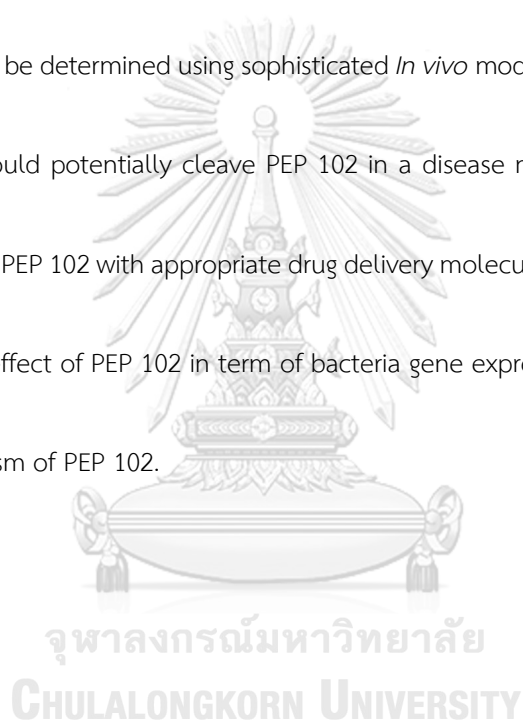 be determined using sophisticated In vivo mod
ould potentially cleave PEP 102 in a disease r
PEP 102 with appropriate drug delivery molecu
ffect of PEP 102 in term of bacteria gene expr
sm of PEP 102.
จุฬาลงกรณ์มหาวิทยาลัย
CHULALONGKORN UNIVERSITY